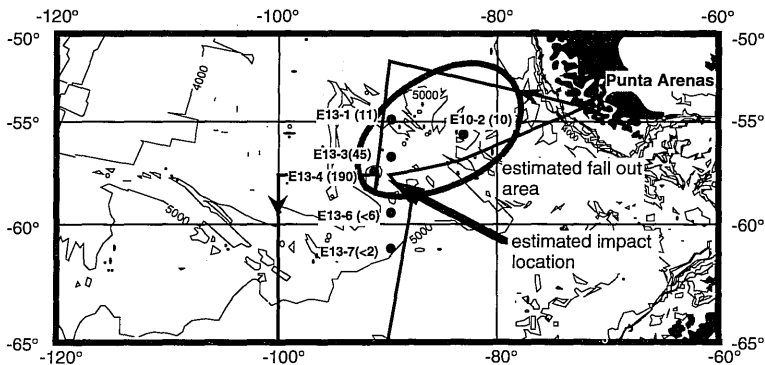 -120° -100° -80° -60°
-50° -50°
4000
5000
Punta Arenas
E13-1 (11)
E10-2 (10)
-55° -55°
E13-3(45)
E13-4 (190)
estimated fall out
area
5000
E13-6 (<6)
-60° -60°
5000
estimated impact
location
E13-7(<2)
-65° -65°
-120° -100° -80° -60°